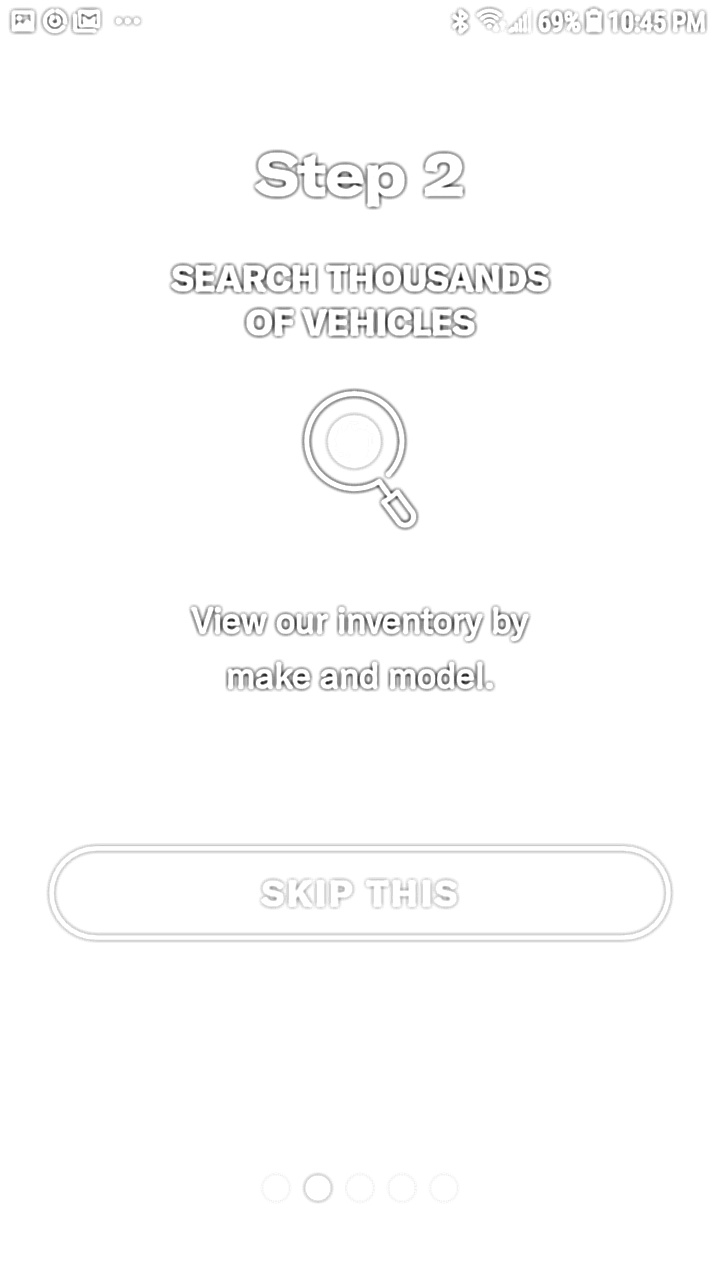 69% 10:45 PM
Step 2
SEARCH THOUSANDS
OF VEHICLES
View our inventory by
make and model.
SKIP THIS